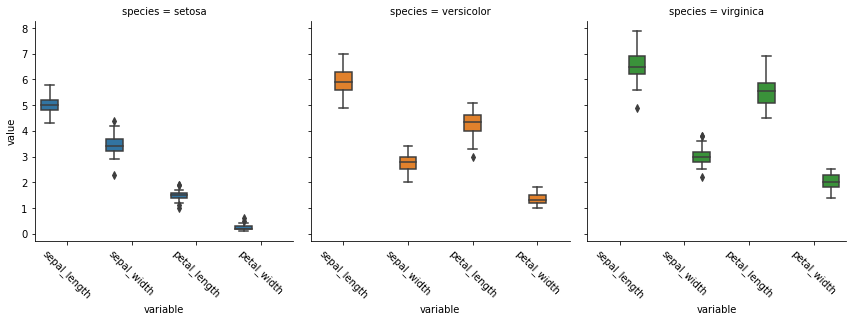 species = setosa
species = versicolor
species = virginica
8
7
6
5
4
3
2
1
0
value
sepal_length
sepal_width
petal_length
petal_width
sepal_length
sepal_width
petal_length
petal_width
sepal_length
sepal_width
petal_length
petal_width
variable
variable
variable